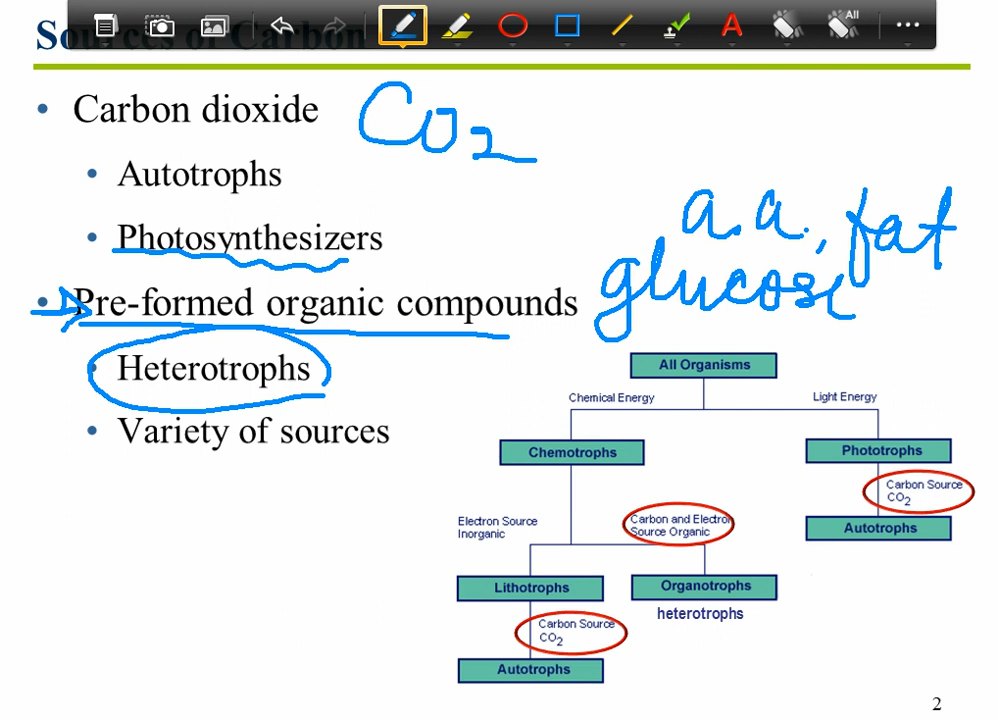 Sources of Carbon
All
• Carbon dioxide
CO2
• Autotrophs
• Photosynthesizers
a.a., fat
glucose
• Pre-formed organic compounds
• Heterotrophs
• Variety of sources
All Organisms
Chemical Energy
Light Energy
Chemotrophs
Phototrophs
Carbon Source
CO2
Autotrophs
Electron Source
Inorganic
Carbon and Electron
Source Organic
Lithotrophs
Organotrophs
heterotrophs
Carbon Source
CO2
Autotrophs
2